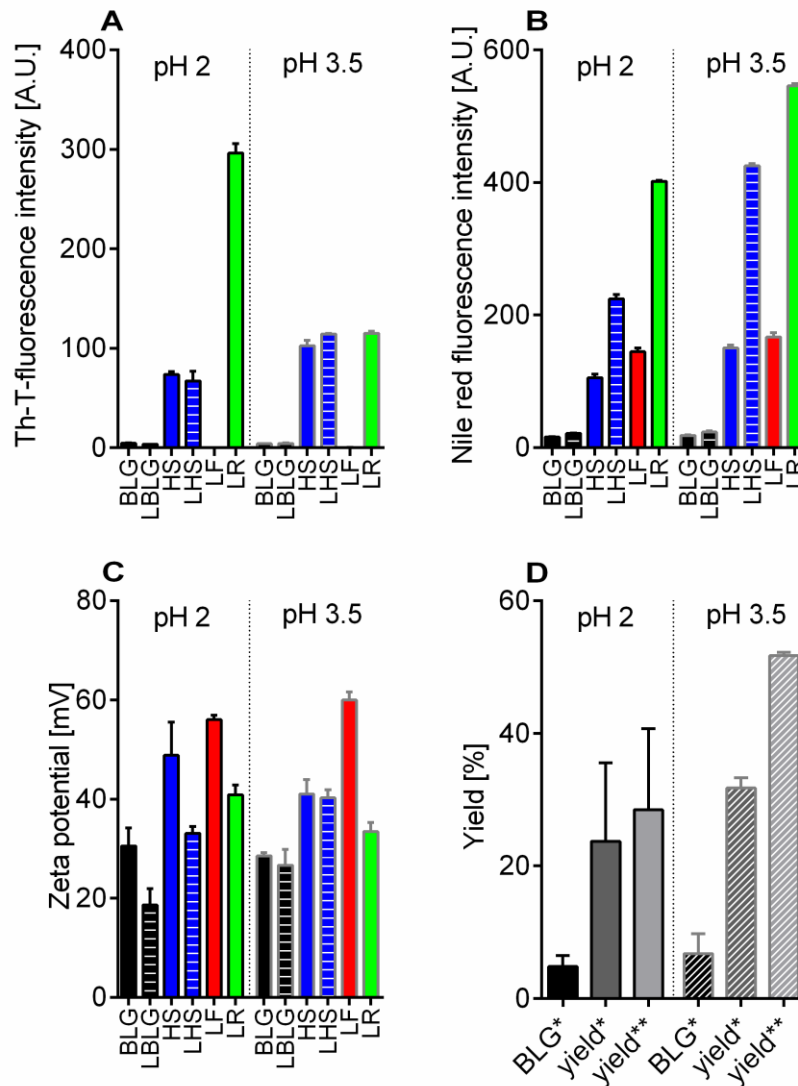 A
Th-T-fluorescence intensity [A.U.]
400
300
200
100
0
pH 2
pH 3.5
BLG
LBLG
HS
LHS
LF
LR
BLG
LBLG
HS
LHS
LF
LR
B
Nile red fluorescence intensity [A.U.]
600
400
200
0
pH 2
pH 3.5
BLG
LBLG
HS
LHS
LF
LR
BLG
LBLG
HS
LHS
LF
LR
C
Zeta potential [mV]
80
60
40
20
0
pH 2
pH 3.5
BLG
LBLG
HS
LHS
LF
LR
BLG
LBLG
HS
LHS
LF
LR
D
Yield [%]
60
40
20
0
pH 2
pH 3.5
BLG*
yield*
yield**
BLG*
yield*
yield**